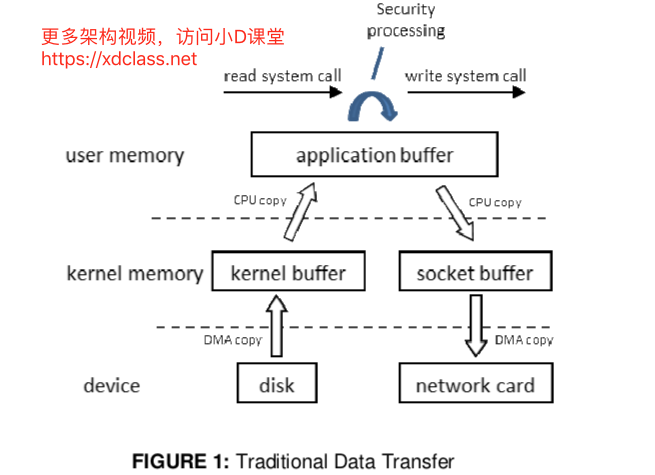 Security
processing
更多架构视频，访问小D课堂
https://xdclass.net
read system call
write system call
user memory
application buffer
CPU copy
CPU copy
kernel memory
kernel buffer
socket buffer
DMA copy
DMA copy
device
disk
network card
FIGURE 1: Traditional Data Transfer